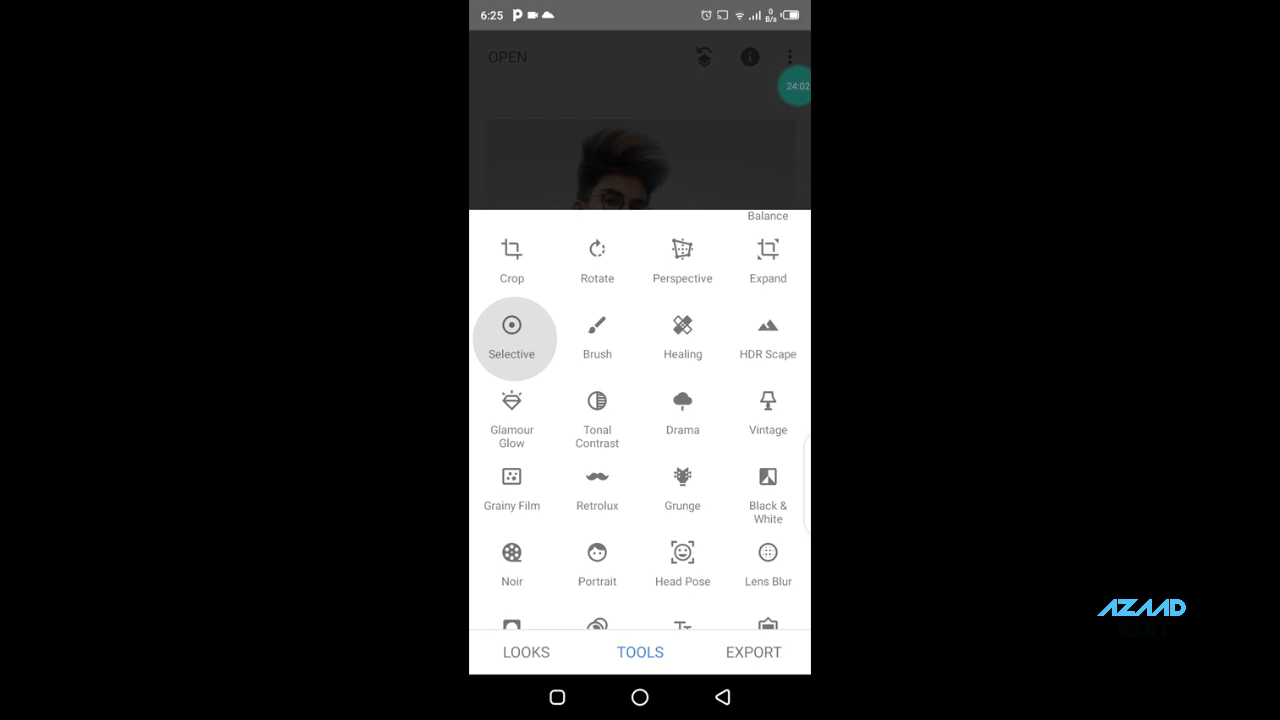 6:25 0 B/s
OPEN
24:02
Balance
Crop Rotate Perspective Expand
Selective Brush Healing HDR Scape
Glamour Glow Tonal Contrast Drama Vintage
Grainy Film Retrolux Grunge Black & White
Noir Portrait Head Pose Lens Blur
AZAAD
LOOKS TOOLS EXPORT